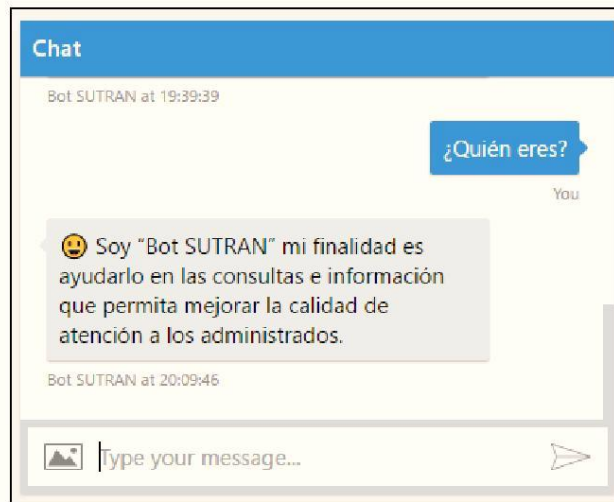 Chat
Bot SUTRAN at 19:39:39
¿Quién eres?
You
😀 Soy “Bot SUTRAN” mi finalidad es
ayudarlo en las consultas e información
que permita mejorar la calidad de
atención a los administrados.
Bot SUTRAN at 20:09:46
Type your message...